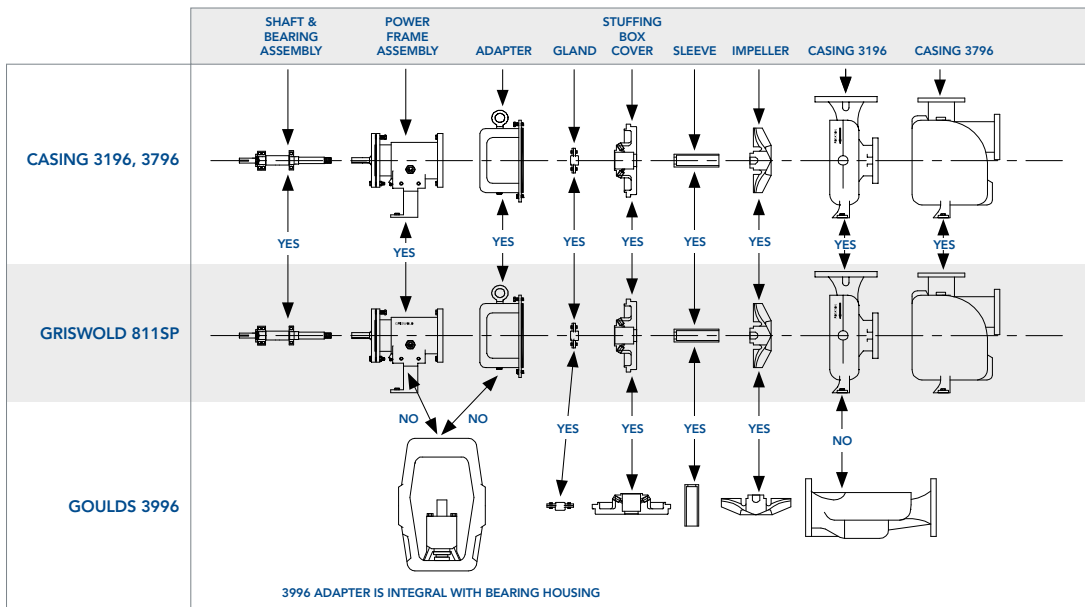 SHAFT &
BEARING
ASSEMBLY
POWER
FRAME
ASSEMBLY
ADAPTER
GLAND
STUFFING
BOX
COVER
SLEEVE
IMPELLER
CASING 3196
CASING 3796
CASING 3196, 3796
YES
YES
YES
YES
YES
YES
YES
YES
YES
GRISWOLD 811SP
NO
NO
YES
YES
YES
YES
NO
GOULDS 3996
3996 ADAPTER IS INTEGRAL WITH BEARING HOUSING